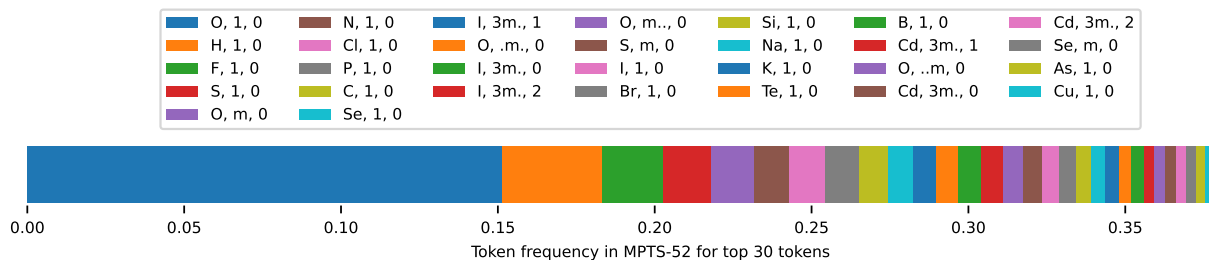 O, 1, 0 N, 1, 0 I, 3m., 1 O, m.., 0 Si, 1, 0 B, 1, 0 Cd, 3m., 2
H, 1, 0 Cl, 1, 0 O, .m., 0 S, m, 0 Na, 1, 0 Cd, 3m., 1 Se, m, 0
F, 1, 0 P, 1, 0 I, 3m., 0 I, 1, 0 K, 1, 0 O, ..m, 0 As, 1, 0
S, 1, 0 C, 1, 0 I, 3m., 2 Br, 1, 0 Te, 1, 0 Cd, 3m., 0 Cu, 1, 0
O, m, 0 Se, 1, 0
0.00 0.05 0.10 0.15 0.20 0.25 0.30 0.35
Token frequency in MPTS-52 for top 30 tokens